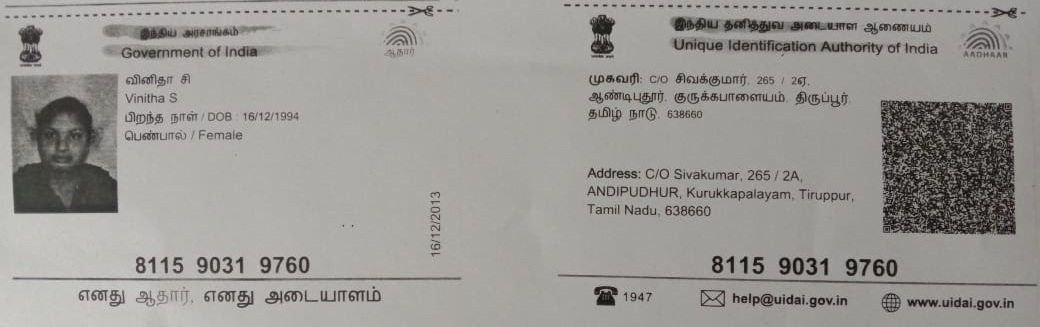 இந்திய அரசாங்கம்
Government of India
ஆதார்
வினிதா சி
Vinitha S
பிறந்த நாள் / DOB : 16/12/1994
பெண்பால் / Female
16/12/2013
8115 9031 9760
எனது ஆதார், எனது அடையாளம்
இந்திய தனித்துவ அடையாள ஆணையம்
Unique Identification Authority of India
AADHAAR
முகவரி: C/O சிவக்குமார், 265 / 2ஏ,
ஆண்டிபுதூர், குருக்கபாளையம், திருப்பூர்,
தமிழ் நாடு, 638660
Address: C/O Sivakumar, 265 / 2A,
ANDIPUDHUR, Kurukkapalayam, Tiruppur,
Tamil Nadu, 638660
8115 9031 9760
1947 help@uidai.gov.in www.uidai.gov.in